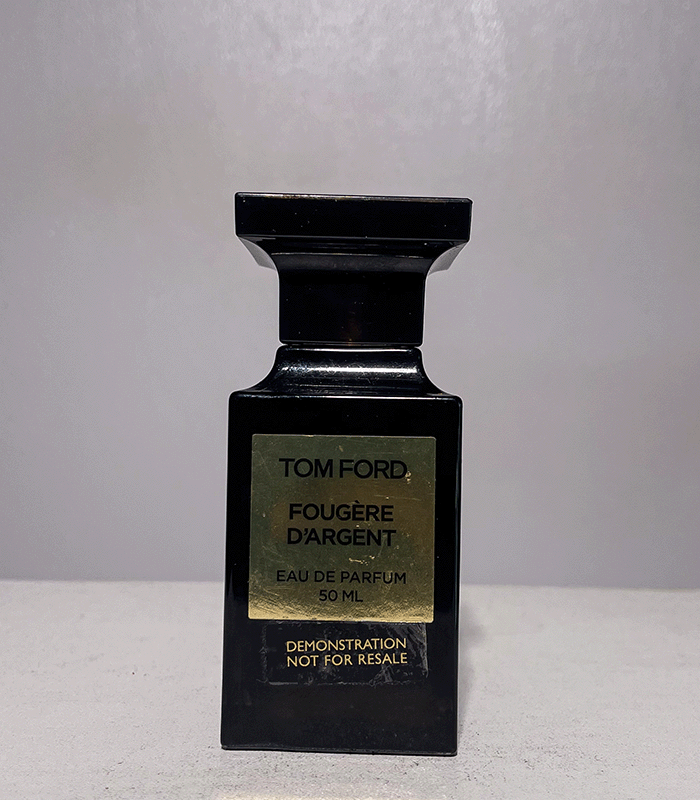 TOM FORD
FOUGÈRE
D'ARGENT
EAU DE PARFUM
50 ML
DEMONSTRATION
NOT FOR RESALE